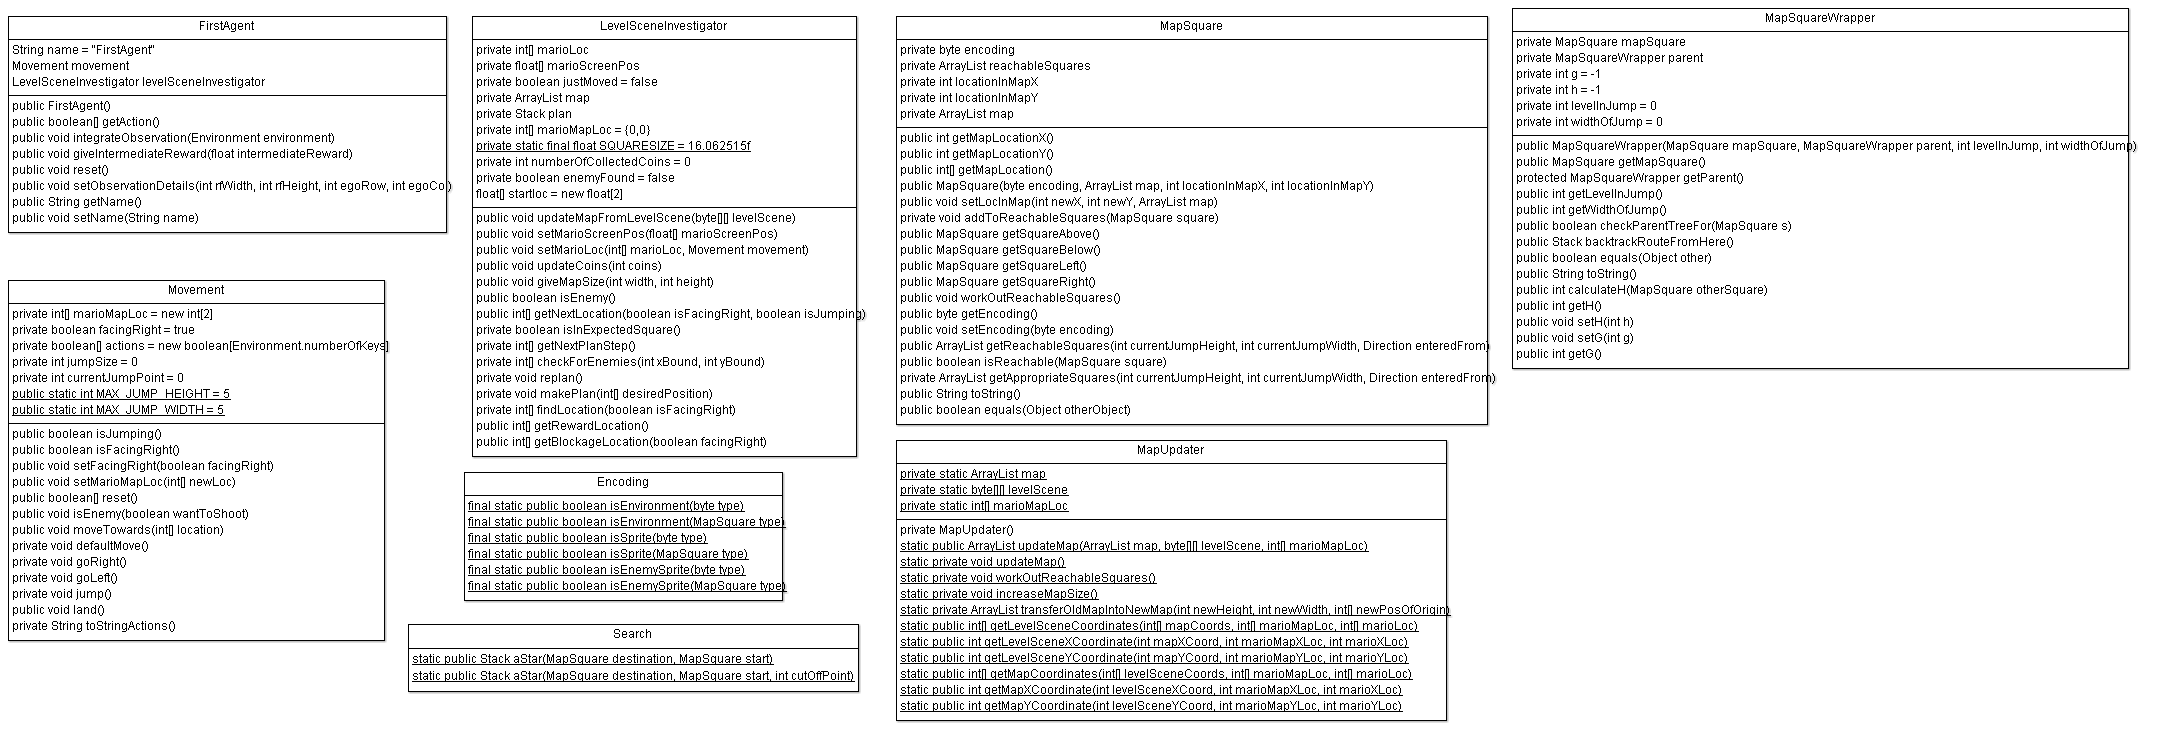 FirstAgent
String name = "FirstAgent"
Movement movement
LevelSceneInvestigator levelSceneInvestigator
public FirstAgent()
public boolean[] getAction()
public void integrateObservation(Environment environment)
public void giveIntermediateReward(float intermediateReward)
public void reset()
public void setObservationDetails(int rfWidth, int rfHeight, int egoRow, int egoCol)
public String getName()
public void setName(String name)
Movement
private int[] marioMapLoc = new int[2]
private boolean facingRight = true
private boolean[] actions = new boolean[Environment.numberOfKeys]
private int jumpSize = 0
private int currentJumpPoint = 0
public static int MAX_JUMP_HEIGHT = 5
public static int MAX_JUMP_WIDTH = 5
public boolean isJumping()
public boolean isFacingRight()
public void setFacingRight(boolean facingRight)
public void setMarioMapLoc(int[] newLoc)
public boolean[] reset()
public void isEnemy(boolean wantToShoot)
public void moveTowards(int[] location)
private void defaultMove()
private void goRight()
private void goLeft()
private void jump()
public void land()
private String toStringActions()
LevelSceneInvestigator
private int[] marioLoc
private float[] marioScreenPos
private boolean justMoved = false
private ArrayList map
private Stack plan
private int[] marioMapLoc = {0,0}
private static final float SQUARESIZE = 16.062515f
private int numberOfCollectedCoins = 0
private boolean enemyFound = false
float[] startloc = new float[2]
public void updateMapFromLevelScene(byte[][] levelScene)
public void setMarioScreenPos(float[] marioScreenPos)
public void setMarioLoc(int[] marioLoc, Movement movement)
public void updateCoins(int coins)
public void giveMapSize(int width, int height)
public boolean isEnemy()
public int[] getNextLocation(boolean isFacingRight, boolean isJumping)
private boolean isInExpectedSquare()
private int[] getNextPlanStep()
private int[] checkForEnemies(int xBound, int yBound)
private void replan()
private void makePlan(int[] desiredPosition)
private int[] findLocation(boolean isFacingRight)
public int[] getRewardLocation()
public int[] getBlockageLocation(boolean facingRight)
Encoding
final static public boolean isEnvironment(byte type)
final static public boolean isEnvironment(MapSquare type)
final static public boolean isSprite(byte type)
final static public boolean isSprite(MapSquare type)
final static public boolean isEnemySprite(byte type)
final static public boolean isEnemySprite(MapSquare type)
Search
static public Stack aStar(MapSquare destination, MapSquare start)
static public Stack aStar(MapSquare destination, MapSquare start, int cutOffPoint)
MapSquare
private byte encoding
private ArrayList reachableSquares
private int locationInMapX
private int locationInMapY
private ArrayList map
public int getMapLocationX()
public int getMapLocationY()
public int[] getMapLocation()
public MapSquare(byte encoding, ArrayList map, int locationInMapX, int locationInMapY)
public void setLocInMap(int newX, int newY, ArrayList map)
private void addToReachableSquares(MapSquare square)
public MapSquare getSquareAbove()
public MapSquare getSquareBelow()
public MapSquare getSquareLeft()
public MapSquare getSquareRight()
public void workOutReachableSquares()
public byte getEncoding()
public void setEncoding(byte encoding)
public ArrayList getReachableSquares(int currentJumpHeight, int currentJumpWidth, Direction enteredFrom)
public boolean isReachable(MapSquare square)
private ArrayList getAppropriateSquares(int currentJumpHeight, int currentJumpWidth, Direction enteredFrom)
public String toString()
public boolean equals(Object otherObject)
MapUpdater
private static ArrayList map
private static byte[][] levelScene
private static int[] marioMapLoc
private MapUpdater()
static public ArrayList updateMap(ArrayList map, byte[][] levelScene, int[] marioMapLoc)
static private void updateMap()
static private void workOutReachableSquares()
static private void increaseMapSize()
static private ArrayList transferOldMapIntoNewMap(int newHeight, int newWidth, int[] newPosOfOrigin)
static public int[] getLevelSceneCoordinates(int[] mapCoords, int[] marioMapLoc, int[] marioLoc)
static public int getLevelSceneXCoordinate(int mapXCoord, int marioMapXLoc, int marioXLoc)
static public int getLevelSceneYCoordinate(int mapYCoord, int marioMapYLoc, int marioYLoc)
static public int[] getMapCoordinates(int[] levelSceneCoords, int[] marioMapLoc, int[] marioLoc)
static public int getMapXCoordinate(int levelSceneXCoord, int marioMapXLoc, int marioXLoc)
static public int getMapYCoordinate(int levelSceneYCoord, int marioMapYLoc, int marioYLoc)
MapSquareWrapper
private MapSquare mapSquare
private MapSquareWrapper parent
private int g = -1
private int h = -1
private int levelInJump = 0
private int widthOfJump = 0
public MapSquareWrapper(MapSquare mapSquare, MapSquareWrapper parent, int levelInJump, int widthOfJump)
public MapSquare getMapSquare()
protected MapSquareWrapper getParent()
public int getLevelInJump()
public int getWidthOfJump()
public boolean checkParentTreeFor(MapSquare s)
public Stack backtrackRouteFromHere()
public boolean equals(Object other)
public String toString()
public int calculateH(MapSquare otherSquare)
public int getH()
public void setH(int h)
public void setG(int g)
public int getG()